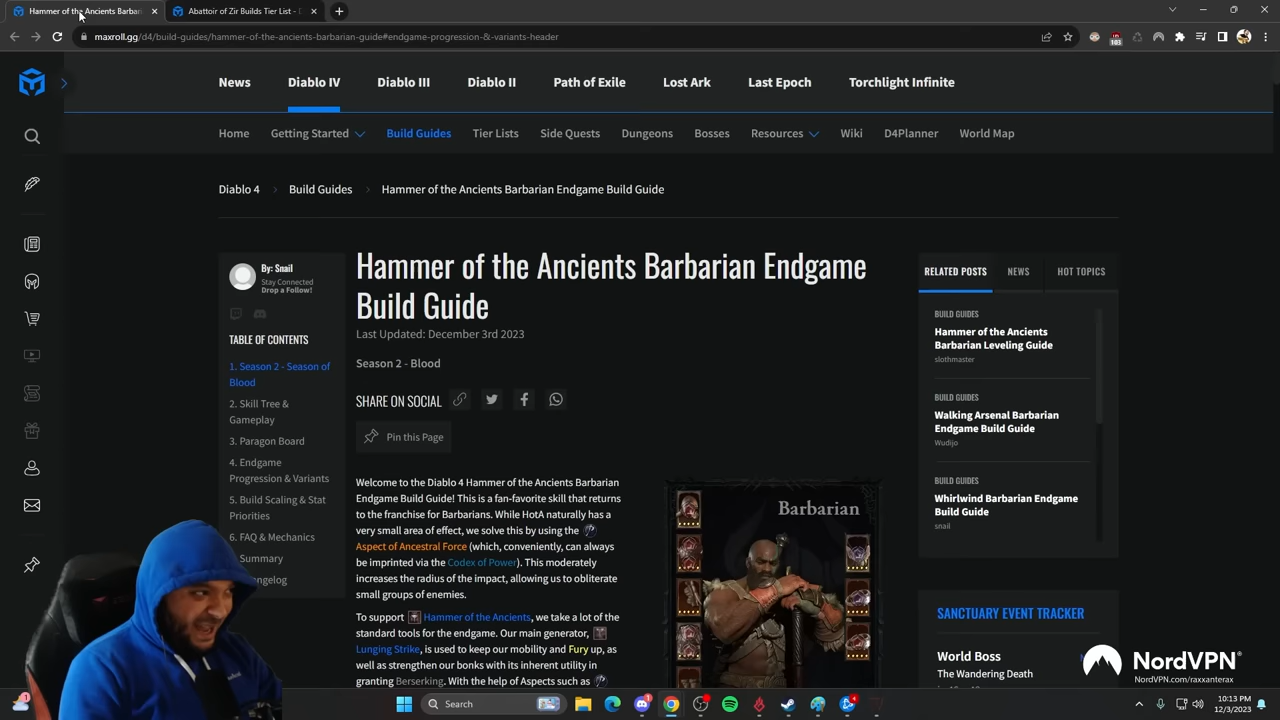 Hammer of the Ancients Barbari
Abattoir of Zir Builds Tier List - D
maxroll.gg/d4/build-guides/hammer-of-the-ancients-barbarian-guide#endgame-progression-&-variants-header
103
News
Diablo IV
Diablo III
Diablo II
Path of Exile
Lost Ark
Last Epoch
Torchlight Infinite
Home
Getting Started
Build Guides
Tier Lists
Side Quests
Dungeons
Bosses
Resources
Wiki
D4Planner
World Map
Diablo 4
Build Guides
Hammer of the Ancients Barbarian Endgame Build Guide
By: Snail
Stay Connected
Drop a Follow!
TABLE OF CONTENTS
1. Season 2 - Season of
Blood
2. Skill Tree &
Gameplay
3. Paragon Board
4. Endgame
Progression & Variants
5. Build Scaling & Stat
Priorities
6. FAQ & Mechanics
Summary
angelog
Hammer of the Ancients Barbarian Endgame
Build Guide
Last Updated: December 3rd 2023
Season 2 - Blood
SHARE ON SOCIAL
Pin this Page
Welcome to the Diablo 4 Hammer of the Ancients Barbarian
Endgame Build Guide! This is a fan-favorite skill that returns
to the franchise for Barbarians. While HotA naturally has a
very small area of effect, we solve this by using the
Aspect of Ancestral Force (which, conveniently, can always
be imprinted via the Codex of Power). This moderately
increases the radius of the impact, allowing us to obliterate
small groups of enemies.
To support Hammer of the Ancients, we take a lot of the
standard tools for the endgame. Our main generator,
Lunging Strike, is used to keep our mobility and Fury up, as
well as strengthen our bonks with its inherent utility in
granting Berserking. With the help of Aspects such as
Barbarian
RELATED POSTS
NEWS
HOT TOPICS
BUILD GUIDES
Hammer of the Ancients
Barbarian Leveling Guide
slothmaster
BUILD GUIDES
Walking Arsenal Barbarian
Endgame Build Guide
Wudijo
BUILD GUIDES
Whirlwind Barbarian Endgame
Build Guide
snail
SANCTUARY EVENT TRACKER
World Boss
The Wandering Death
NordVPN®
NordVPN.com/raxxanterax
1
Search
1
4
10:13 PM
12/3/2023